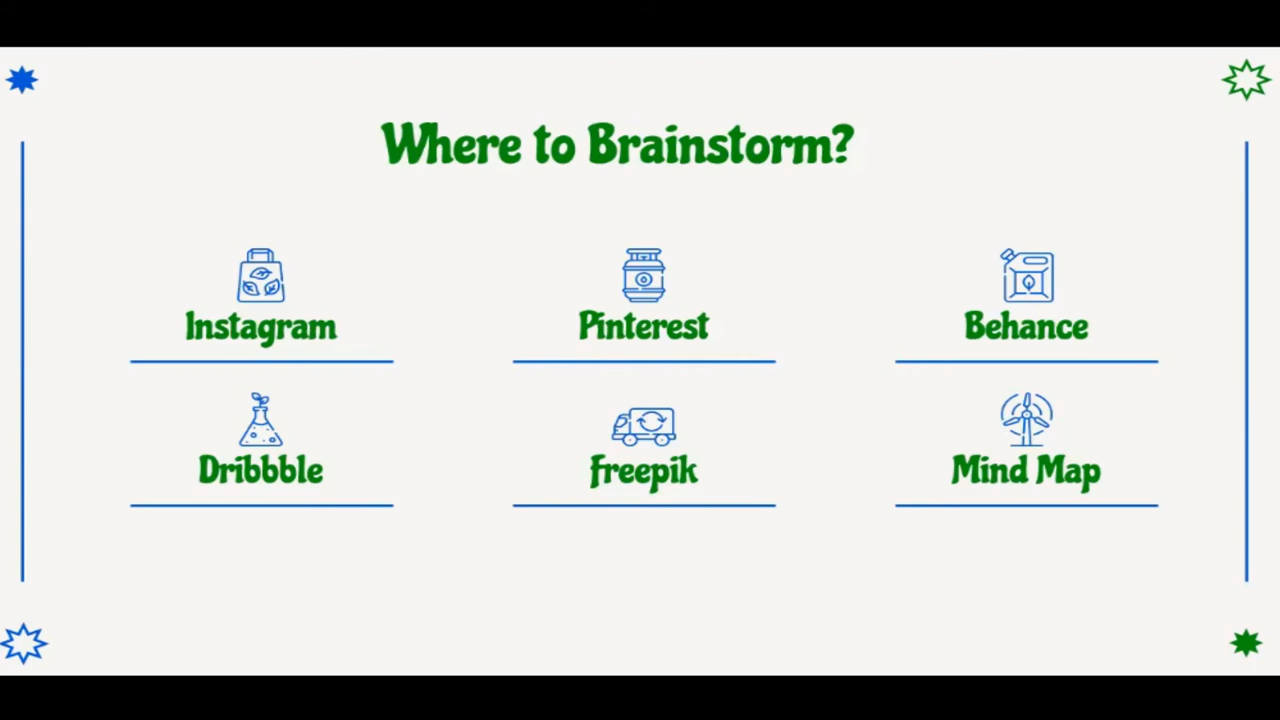 Where to Brainstorm?
Instagram
Pinterest
Behance
Dribbble
Freepik
Mind Map